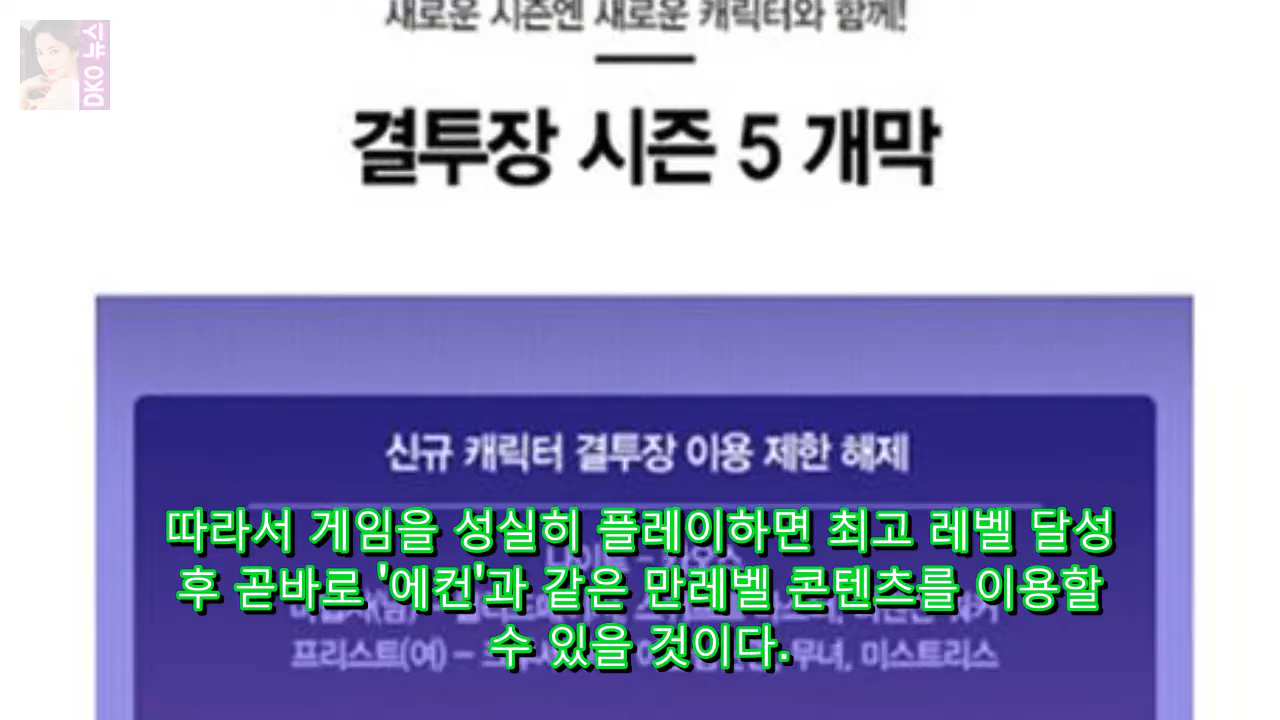 새로운 시즌엔 새로운 캐릭터와 함께!
DKO 뉴스
결투장 시즌 5 개막
신규 캐릭터 결투장 이용 제한 해제
따라서 게임을 성실히 플레이하면 최고 레벨 달성
후 곧바로 '에컨'과 같은 만레벨 콘텐츠를 이용할
수 있을 것이다.
프리스트(여) – 무녀, 미스트리스